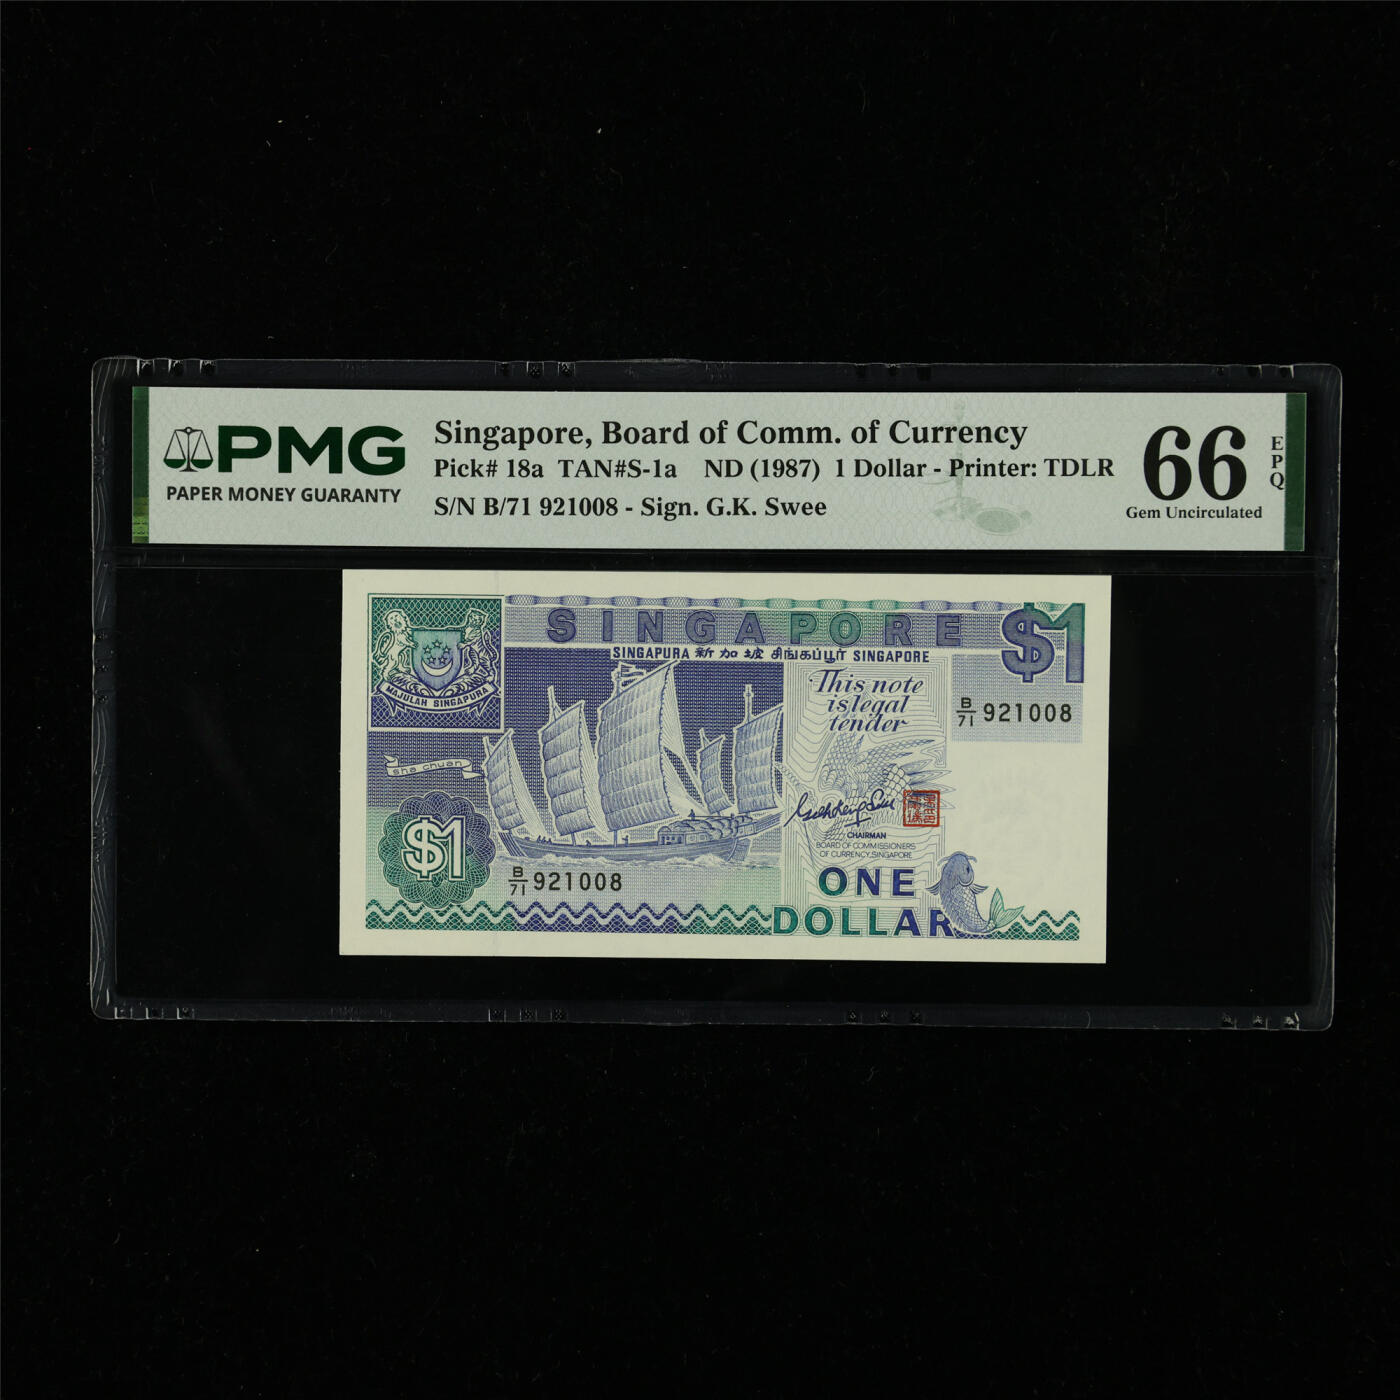 PMG
PAPER MONEY GUARANTY
Singapore, Board of Comm. of Currency
Pick# 18a TAN#S-1a ND (1987) 1 Dollar - Printer: TDLR
S/N B/71 921008 - Sign. G.K. Swee
66
EPQ
Gem Uncirculated
SINGAPORE
$1
SINGAPURA 新加坡 சிங்கப்பூர் SINGAPORE
MAJULAH SINGAPURA
This note
is legal
tender
B/71 921008
sha chuan
$1
CHAIRMAN
BOARD OF COMMISSIONERS
OF CURRENCY, SINGAPORE
B/71 921008
ONE
DOLLAR